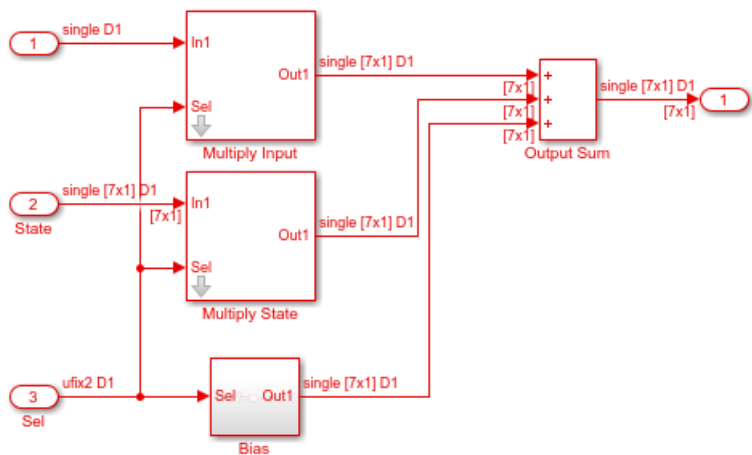 single D1
1
In1
Sel
Out1
Multiply Input
single [7x1] D1
[7x1]
+
[7x1]
+
[7x1]
+
Output Sum
single [7x1] D1
[7x1]
1
single [7x1] D1
2
State
[7x1]
In1
Sel
Out1
Multiply State
single [7x1] D1
ufix2 D1
3
Sel
Sel
Out1
Bias
single [7x1] D1